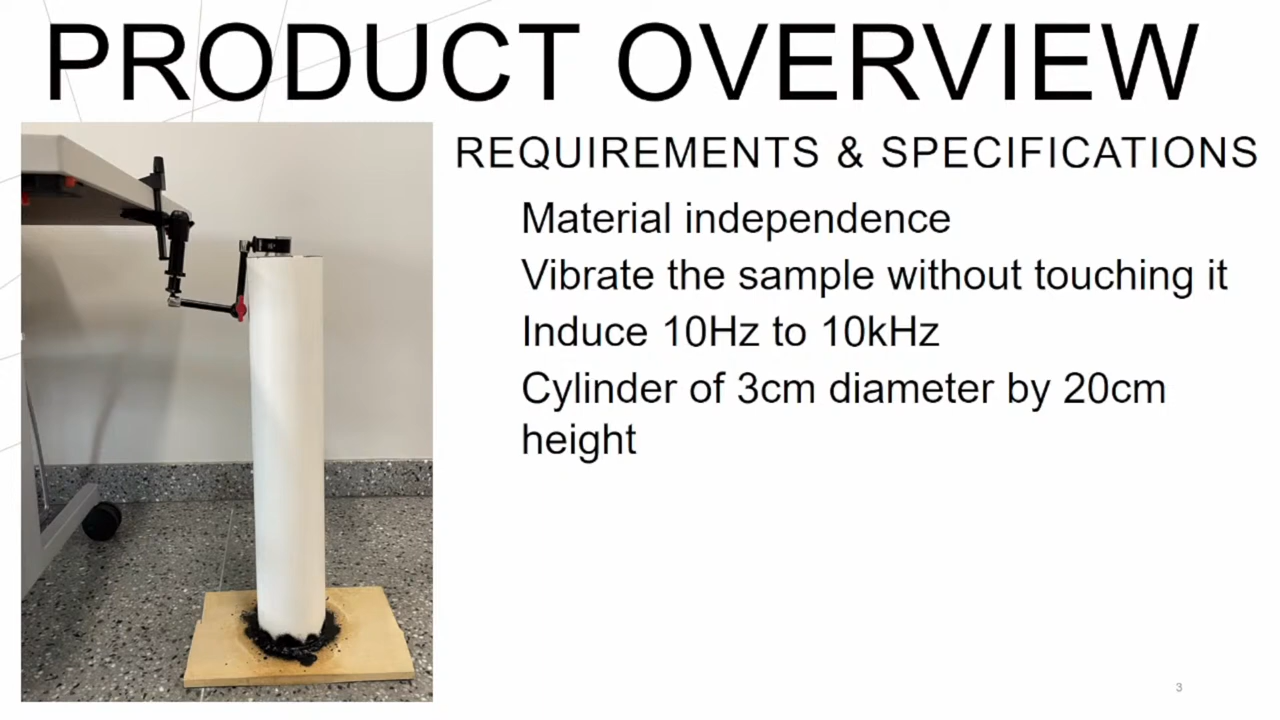 PRODUCT OVERVIEW
REQUIREMENTS & SPECIFICATIONS
Material independence
Vibrate the sample without touching it
Induce 10Hz to 10kHz
Cylinder of 3cm diameter by 20cm
height
3